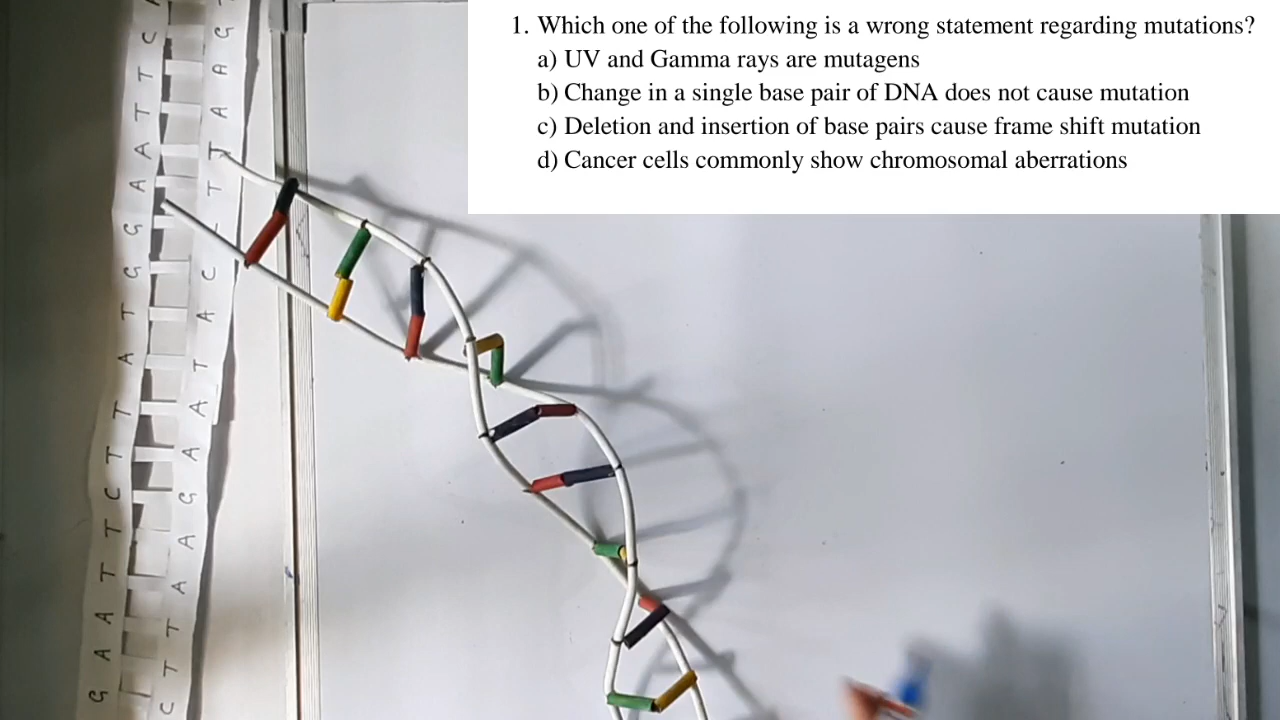 1. Which one of the following is a wrong statement regarding mutations?
a) UV and Gamma rays are mutagens
b) Change in a single base pair of DNA does not cause mutation
c) Deletion and insertion of base pairs cause frame shift mutation
d) Cancer cells commonly show chromosomal aberrations
G A A T T C T T A T G G A A T T C
C T T A A G A A T A C T T A A G